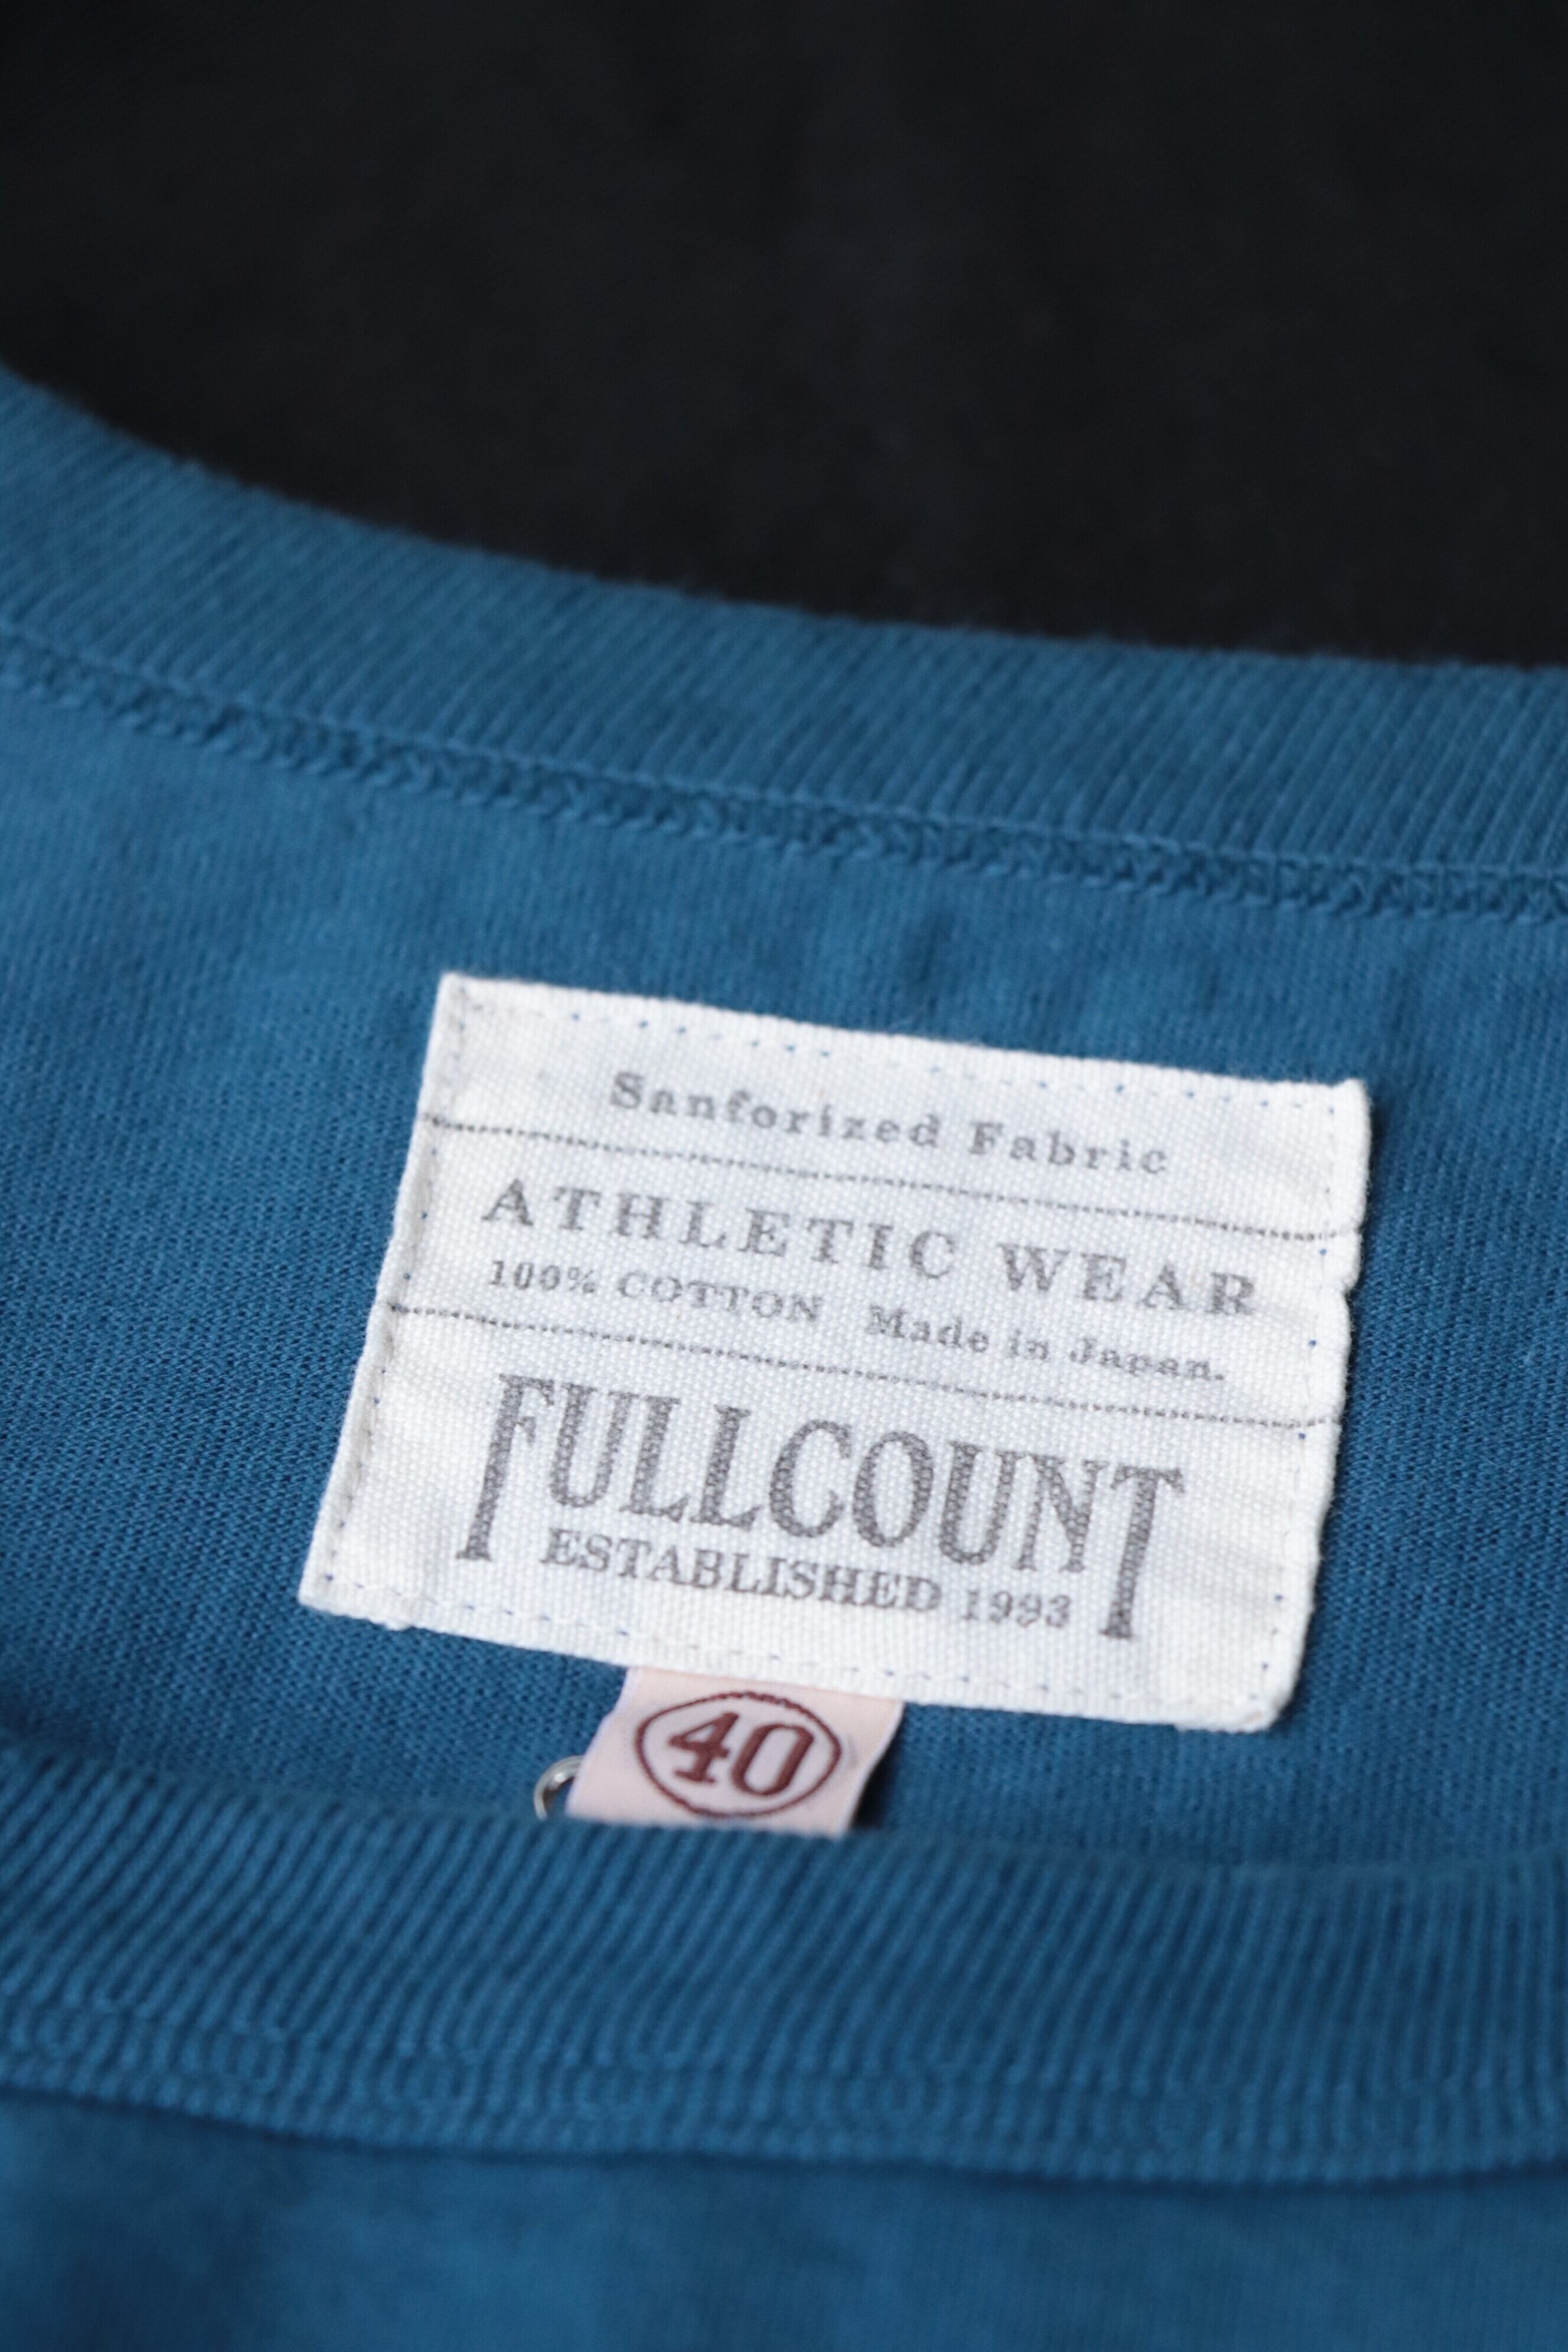 Sanforized Fabric
ATHLETIC WEAR
100% COTTON Made in Japan.
FULLCOUNT
ESTABLISHED 1993
40